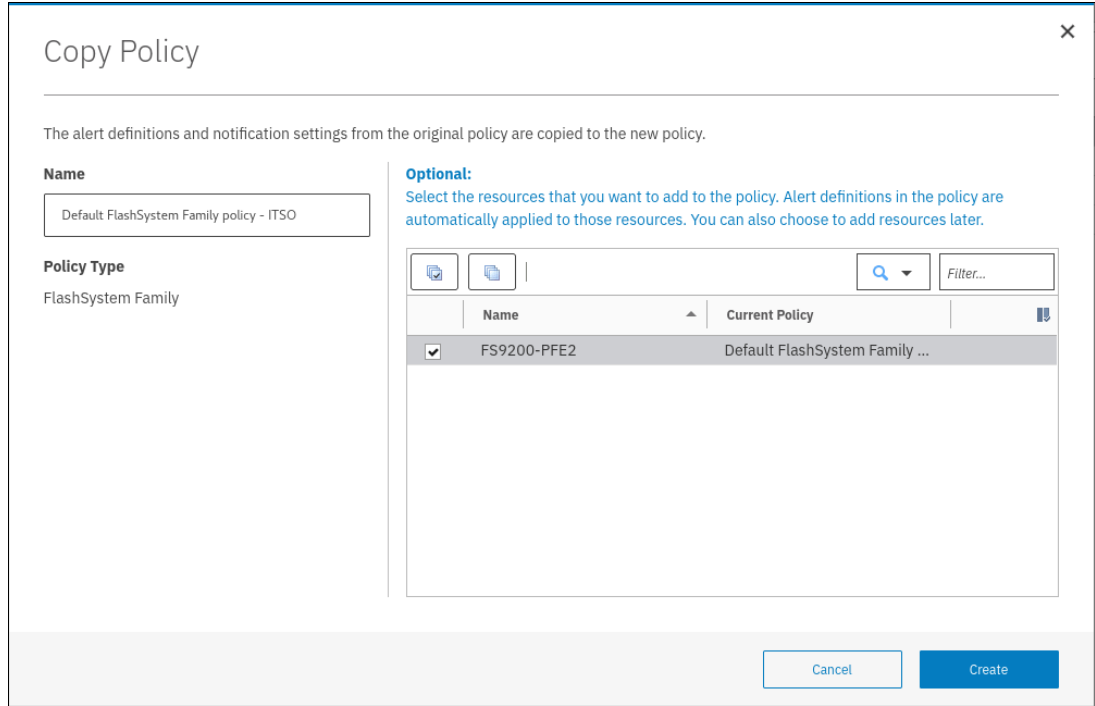 Copy Policy
The alert definitions and notification settings from the original policy are copied to the new policy.
Name
Default FlashSystem Family policy - ITSO
Policy Type
FlashSystem Family
Optional:
Select the resources that you want to add to the policy. Alert definitions in the policy are
automatically applied to those resources. You can also choose to add resources later.
Filter...
Name Current Policy
FS9200-PFE2 Default FlashSystem Family ...
Cancel Create